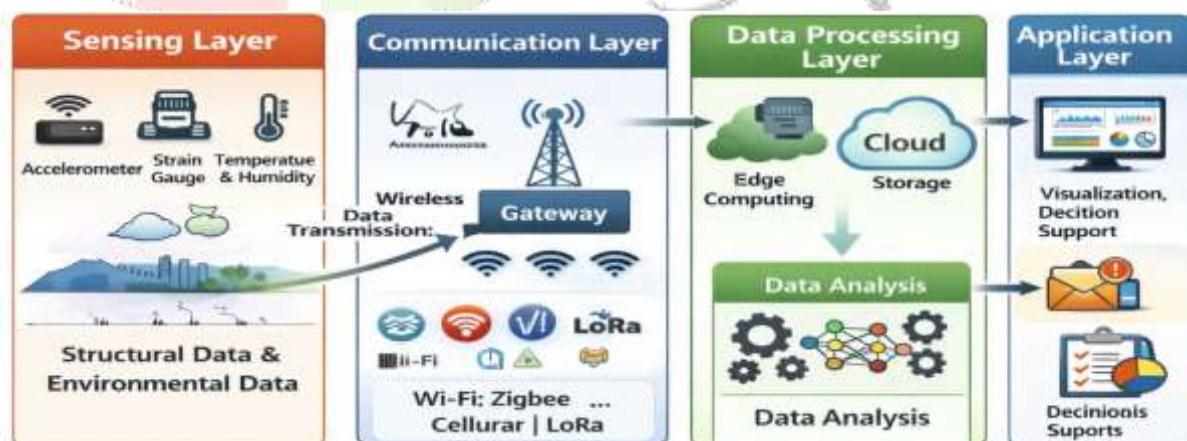 Sensing Layer
Accelerometer
Strain
Gauge
Temperatue
& Humidity
Structural Data &
Environmental Data
Communication Layer
Wireless
Data
Transmission:
Gateway
LoRa
ii-Fi
Wi-Fi: Zigbee ...
Cellurar | LoRa
Data Processing
Layer
Edge
Computing
Cloud
Storage
Data Analysis
Data Analysis
Application
Layer
Visualization,
Decition
Support
Decinionis
Suports